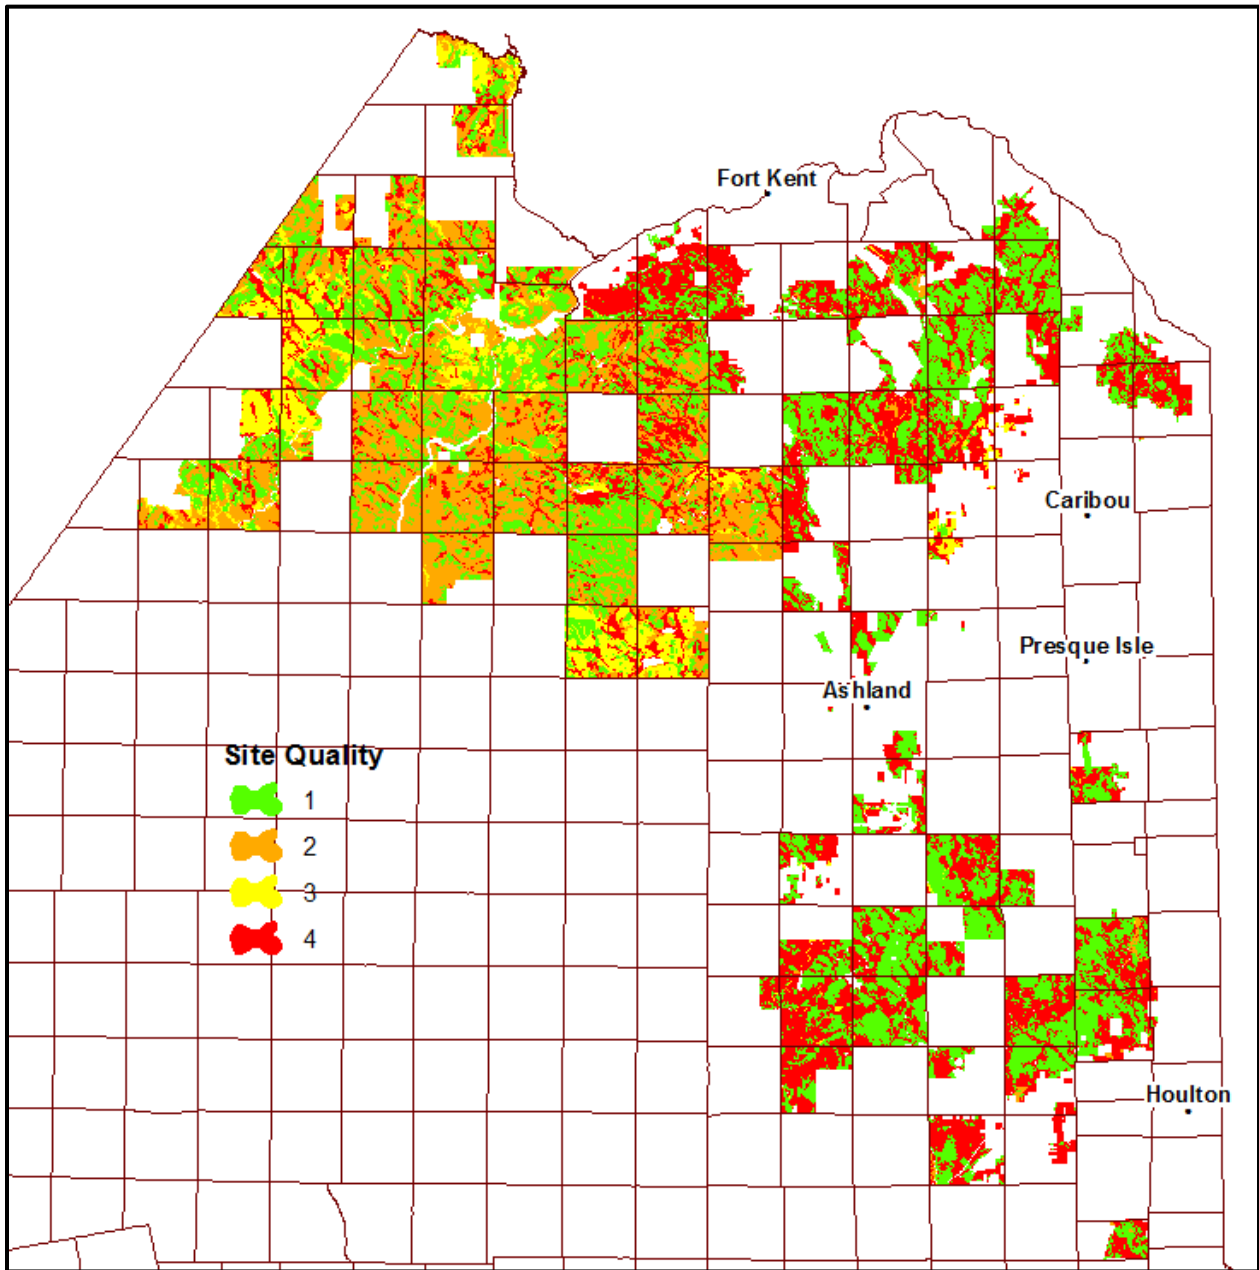 Fort Kent
Caribou
Presque Isle
Ashland
Site Quality
1
2
3
4
Houlton